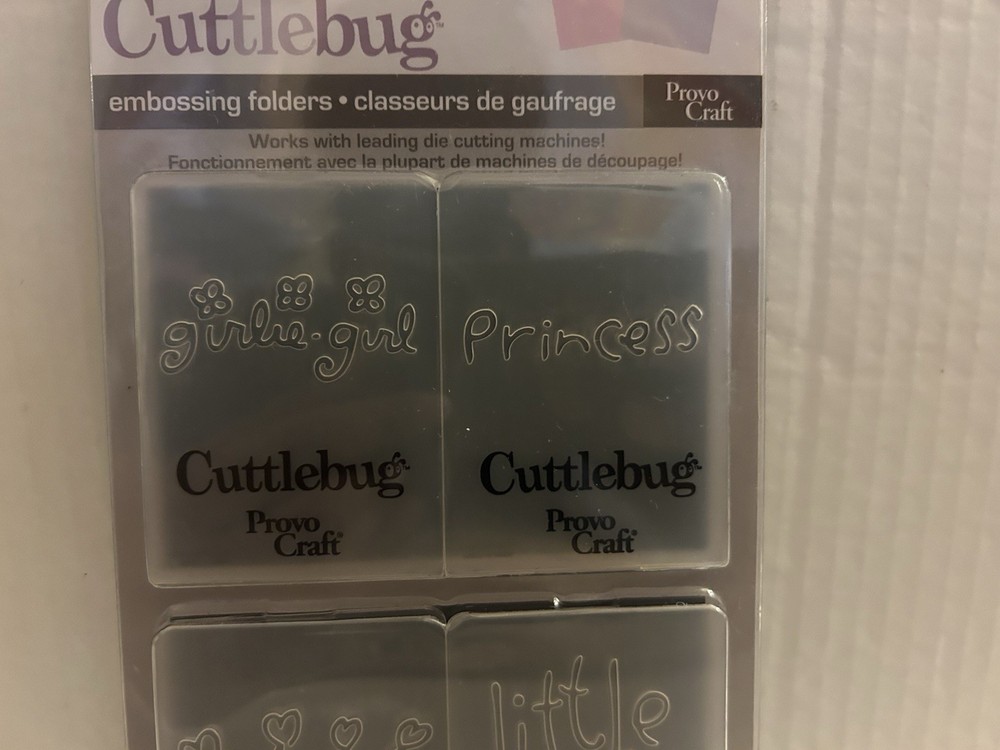 Cuttlebug™
embossing folders • classeurs de gaufrage
Provo
Craft
Works with leading die cutting machines!
Fonctionnement avec la plupart de machines de découpage!
girlie-girl
Princess
Cuttlebug
Provo
Craft®
Cuttlebug
Provo
Craft®
little